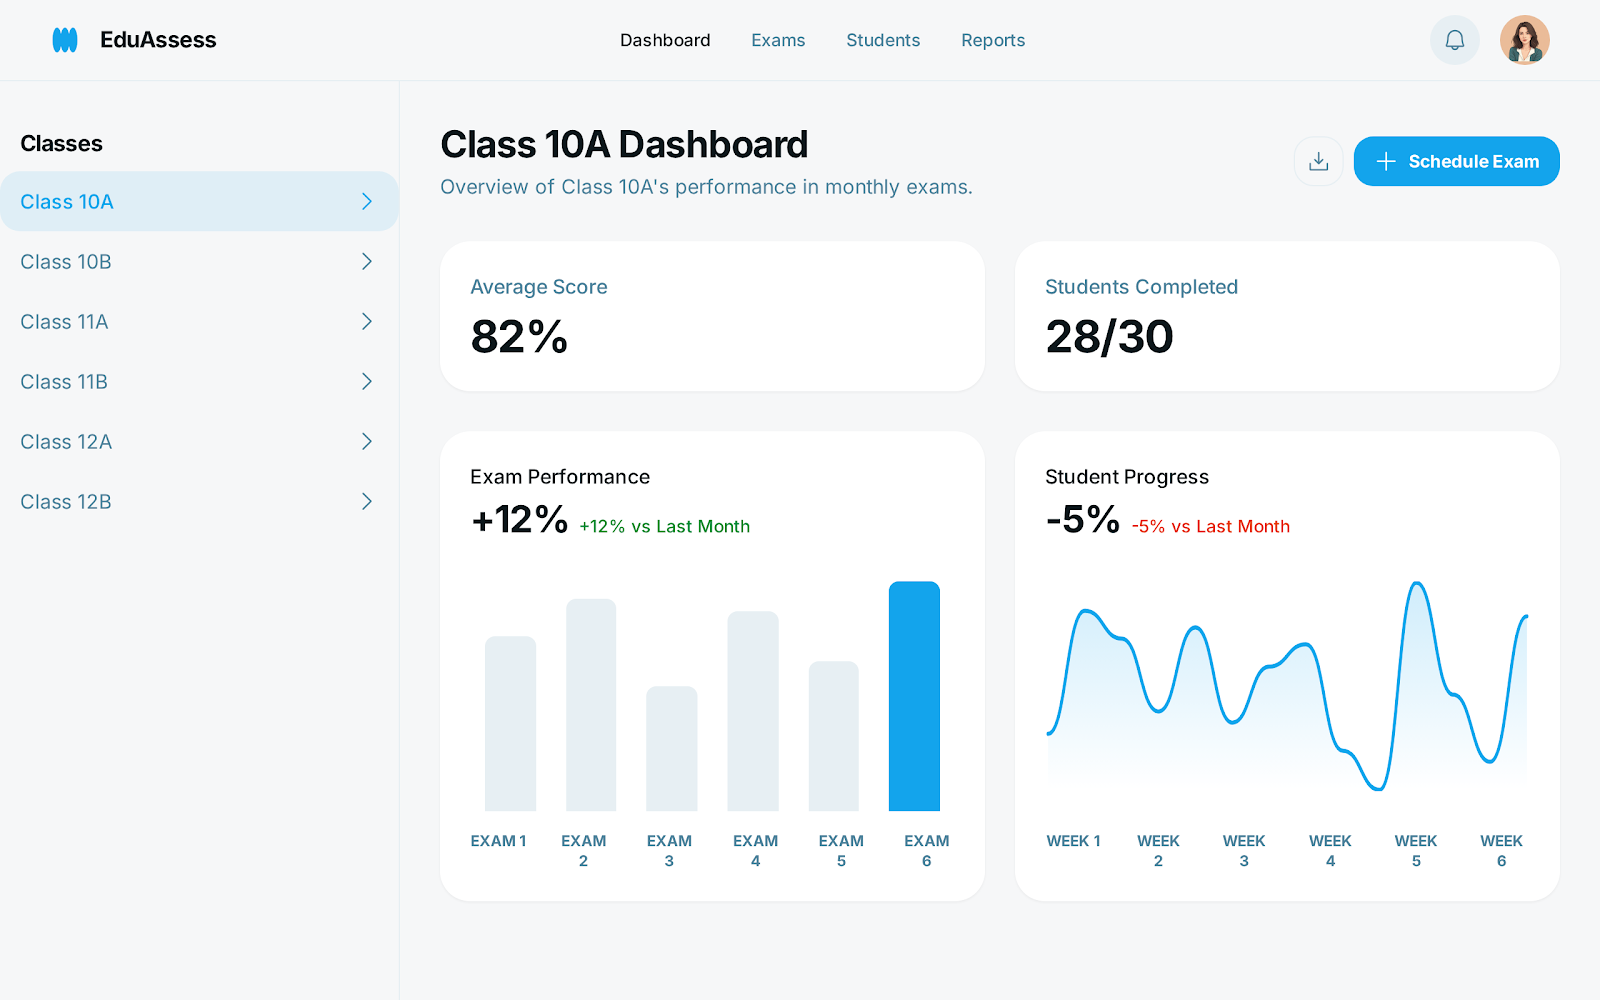 EduAssess
Dashboard
Exams
Students
Reports
Classes
Class 10A
Class 10B
Class 11A
Class 11B
Class 12A
Class 12B
Class 10A Dashboard
Overview of Class 10A's performance in monthly exams.
Schedule Exam
Average Score
82%
Students Completed
28/30
Exam Performance
+12% +12% vs Last Month
EXAM 1
EXAM
2
EXAM
3
EXAM
4
EXAM
5
EXAM
6
Student Progress
-5% -5% vs Last Month
WEEK 1
WEEK
2
WEEK
3
WEEK
4
WEEK
5
WEEK
6